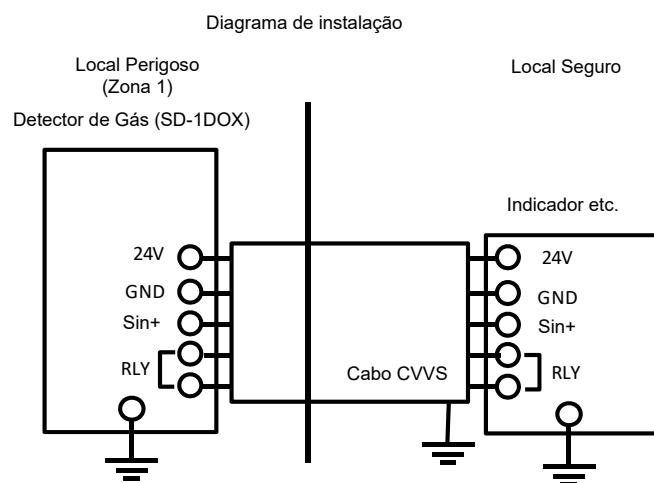 Diagrama de instalação
Local Perigoso
(Zona 1)
Local Seguro
Detector de Gás (SD-1DOX)
Indicador etc.
24V
GND
Sin+
RLY
Cabo CVVS
24V
GND
Sin+
RLY